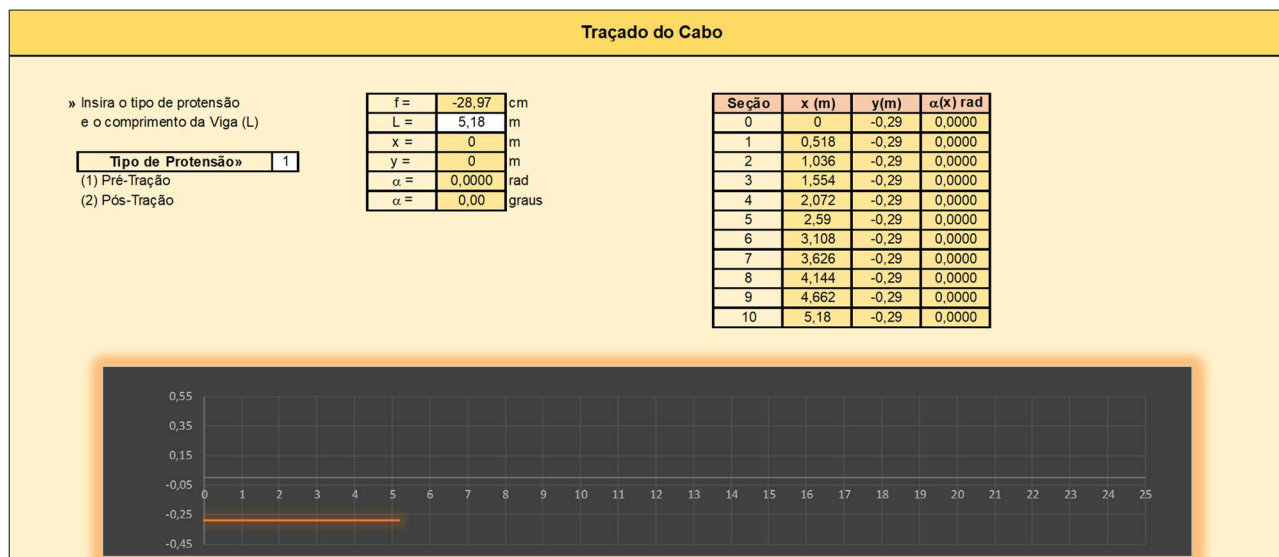 Traçado do Cabo
» Insira o tipo de protensão
e o comprimento da Viga (L)
Tipo de Protensão» 1
(1) Pré-Tração
(2) Pós-Tração
f = -28,97 cm
L = 5,18 m
x = 0 m
y = 0 m
α = 0,0000 rad
α = 0,00 graus
Seção x (m) y(m) α(x) rad
0 0 -0,29 0,0000
1 0,518 -0,29 0,0000
2 1,036 -0,29 0,0000
3 1,554 -0,29 0,0000
4 2,072 -0,29 0,0000
5 2,59 -0,29 0,0000
6 3,108 -0,29 0,0000
7 3,626 -0,29 0,0000
8 4,144 -0,29 0,0000
9 4,662 -0,29 0,0000
10 5,18 -0,29 0,0000
0,55
0,35
0,15
-0,05
0 1 2 3 4 5 6 7 8 9 10 11 12 13 14 15 16 17 18 19 20 21 22 23 24 25
-0,25
-0,45